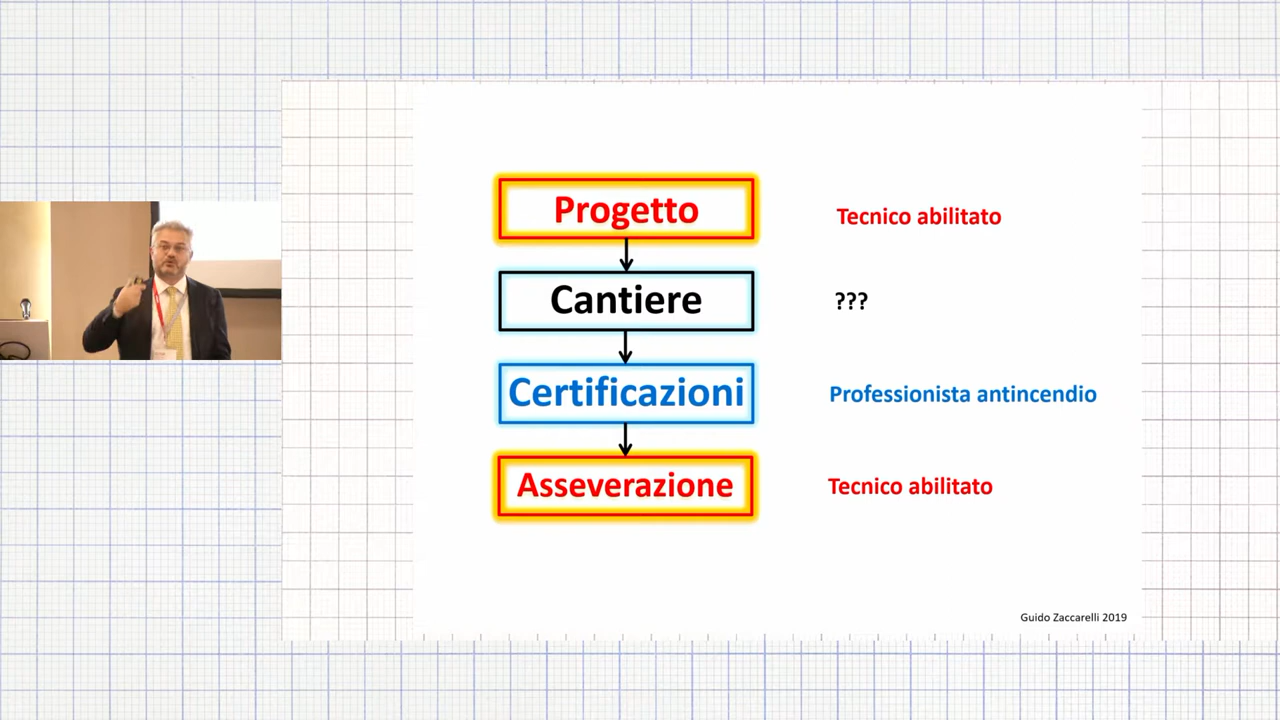 Progetto
Tecnico abilitato
Cantiere
???
Certificazioni
Professionista antincendio
Asseverazione
Tecnico abilitato
Guido Zaccarelli 2019